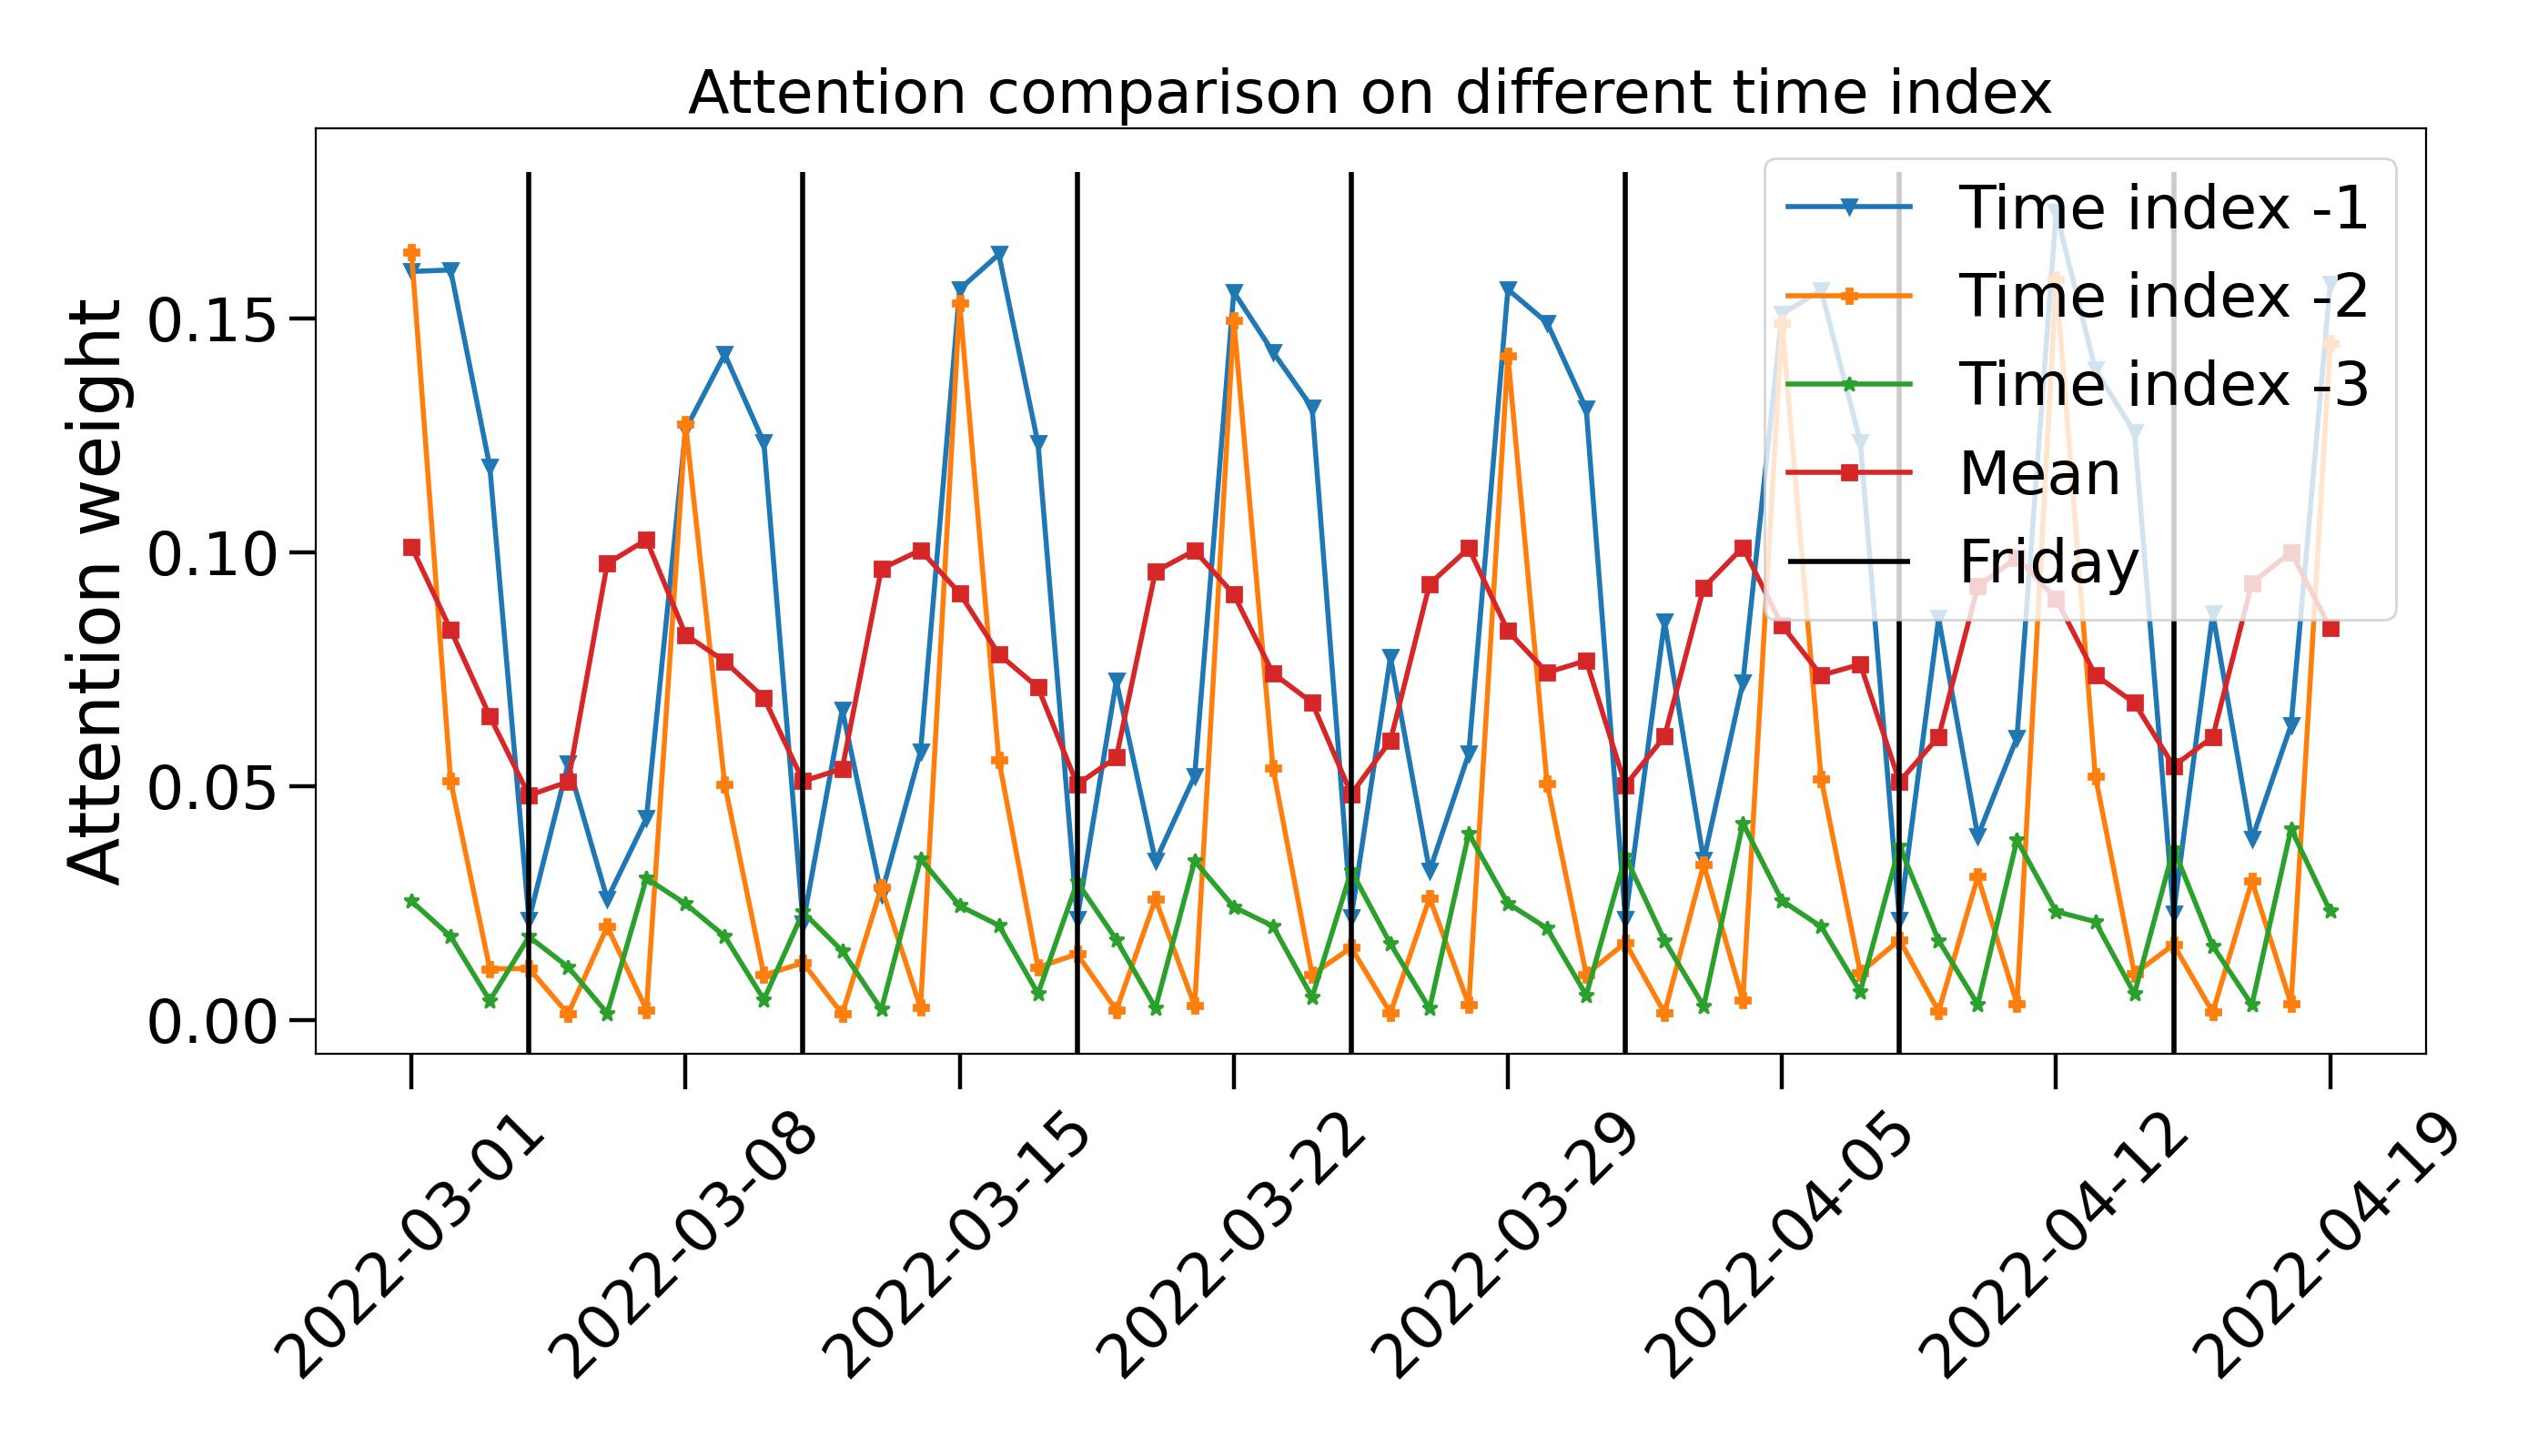 Attention comparison on different time index
Attention weight
0.15
0.10
0.05
0.00
Time index -1
Time index -2
Time index -3
Mean
Friday
2022-03-01
2022-03-08
2022-03-15
2022-03-22
2022-03-29
2022-04-05
2022-04-12
2022-04-19